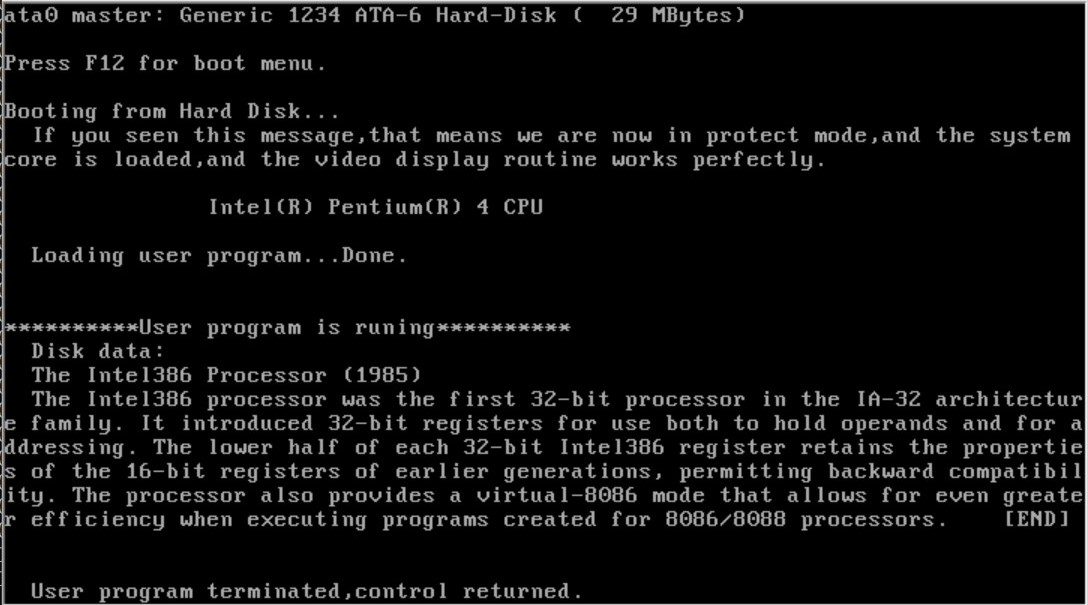 ata0 master: Generic 1234 ATA-6 Hard-Disk (  29 MBytes)
Press F12 for boot menu.
Booting from Hard Disk...
If you seen this message,that means we are now in protect mode,and the system
core is loaded,and the video display routine works perfectly.
Intel(R) Pentium(R) 4 CPU
Loading user program...Done.
**********User program is runing**********
Disk data:
The Intel386 Processor (1985)
The Intel386 processor was the first 32-bit processor in the IA-32 architectur
e family. It introduced 32-bit registers for use both to hold operands and for a
ddressing. The lower half of each 32-bit Intel386 register retains the propertie
s of the 16-bit registers of earlier generations, permitting backward compatibil
ity. The processor also provides a virtual-8086 mode that allows for even greate
r efficiency when executing programs created for 8086/8088 processors.    [END]
User program terminated,control returned.